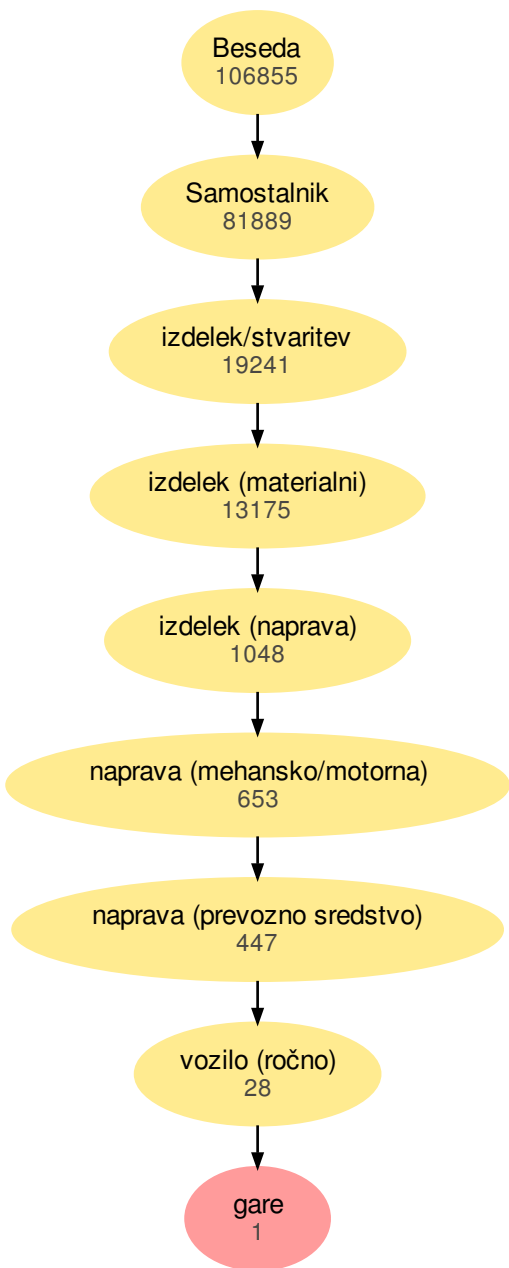 Beseda
106855
Samostalnik
81889
izdelek/stvaritev
19241
izdelek (materialni)
13175
izdelek (naprava)
1048
naprava (mehansko/motorna)
653
naprava (prevozno sredstvo)
447
vozilo (ročno)
28
gare
1